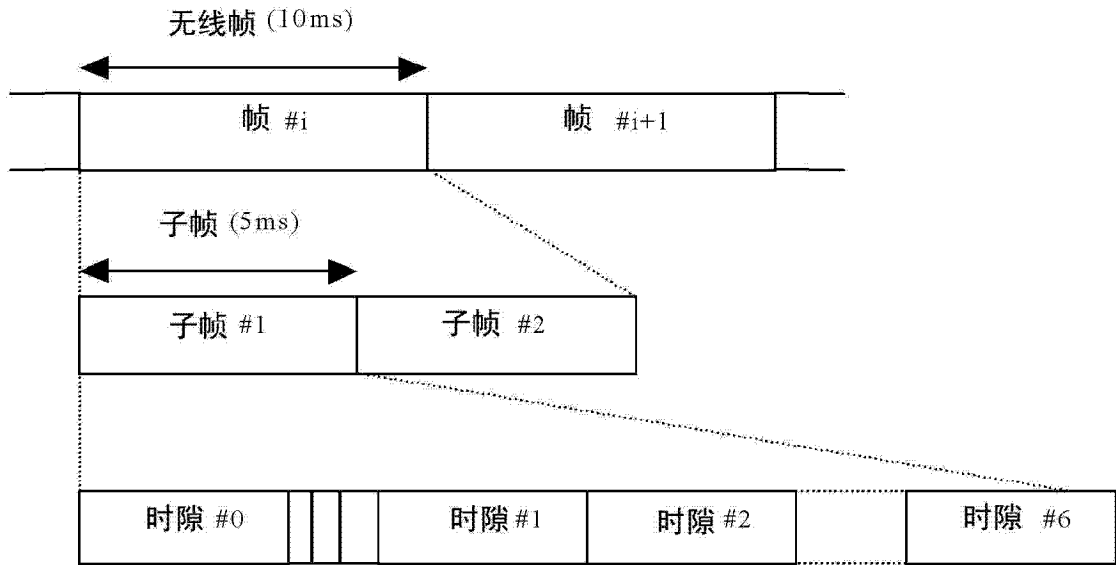 无线帧 (10ms)
帧 #i
帧 #i+1
子帧 (5ms)
子帧 #1
子帧 #2
时隙 #0
时隙 #1
时隙 #2
时隙 #6